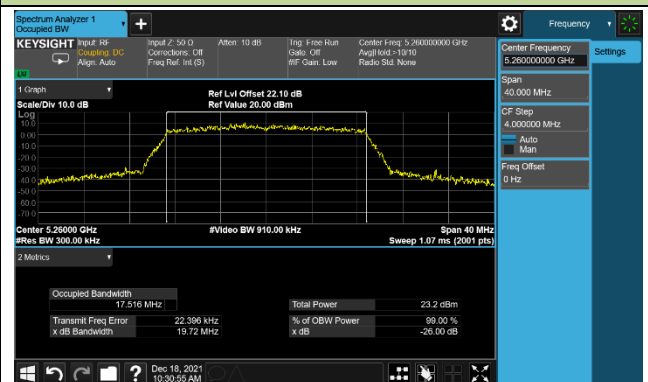 Spectrum Analyzer 1
Occupied BW
Frequency
KEYSIGHT
Input: RF
Coupling: DC
Align: Auto
Input Z: 50 Ω
Corrections: Off
Freq Ref: Int (S)
Atten: 10 dB
Trig: Free Run
Gate: Off
#IF Gain: Low
Center Freq: 5.260000000 GHz
Avg|Hold:>10/10
Radio Std: None
Center Frequency
5.260000000 GHz
Settings
Span
40.000 MHz
CF Step
4.000000 MHz
Auto
Man
Freq Offset
0 Hz
1 Graph
Scale/Div 10.0 dB
Ref Lvl Offset 22.10 dB
Ref Value 20.00 dBm
Log
10.0
0.00
-10.0
-20.0
-30.0
-40.0
-50.0
-60.0
-70.0
Center 5.26000 GHz
#Video BW 910.00 kHz
Span 40 MHz
#Res BW 300.00 kHz
Sweep 1.07 ms (2001 pts)
2 Metrics
Occupied Bandwidth
17.516 MHz
Total Power 23.2 dBm
Transmit Freq Error 22.396 kHz
% of OBW Power 99.00 %
x dB Bandwidth 19.72 MHz
x dB -26.00 dB
Dec 18, 2021
10:30:55 AM